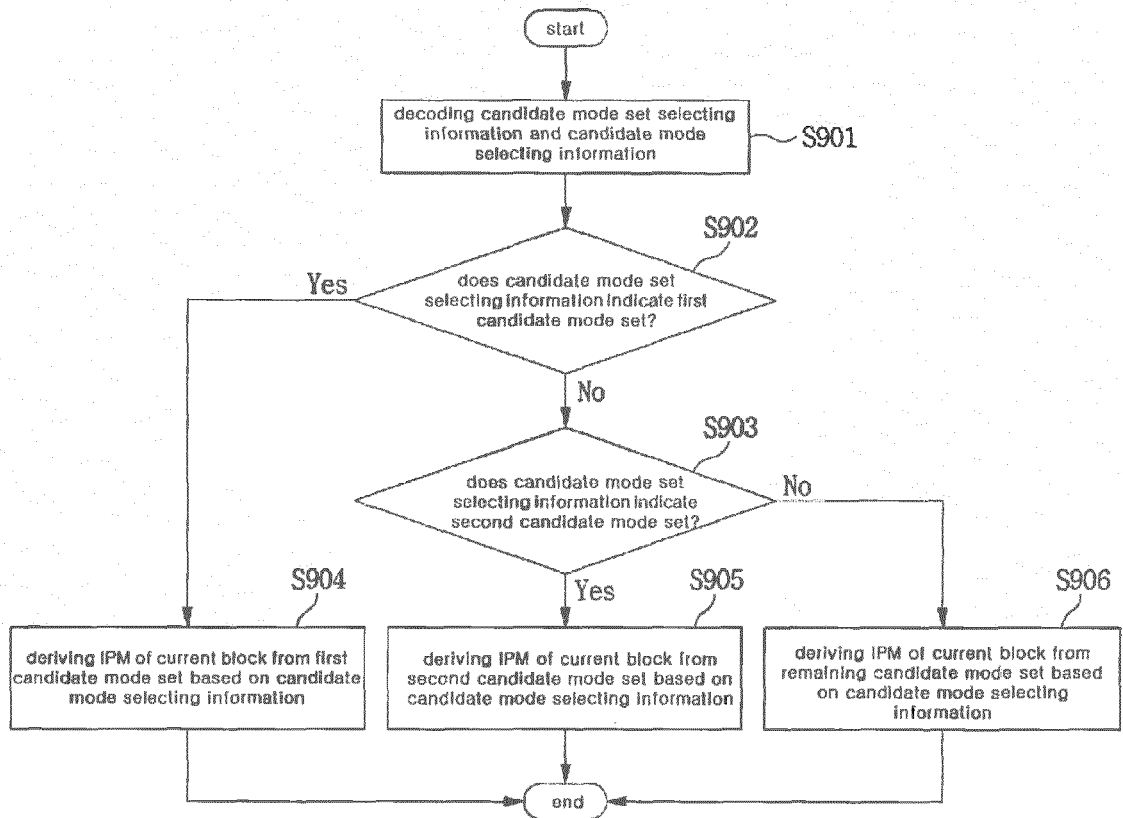 start
decoding candidate mode set selecting
information and candidate mode
selecting information
S901
S902
does candidate mode set
selecting information indicate first
candidate mode set?
Yes
No
S903
does candidate mode set
selecting information indicate
second candidate mode set?
No
Yes
S904
deriving IPM of current block from first
candidate mode set based on candidate
mode selecting information
S905
deriving IPM of current block from
second candidate mode set based on
candidate mode selecting information
S906
deriving IPM of current block from
remaining candidate mode set based
on candidate mode selecting
information
end